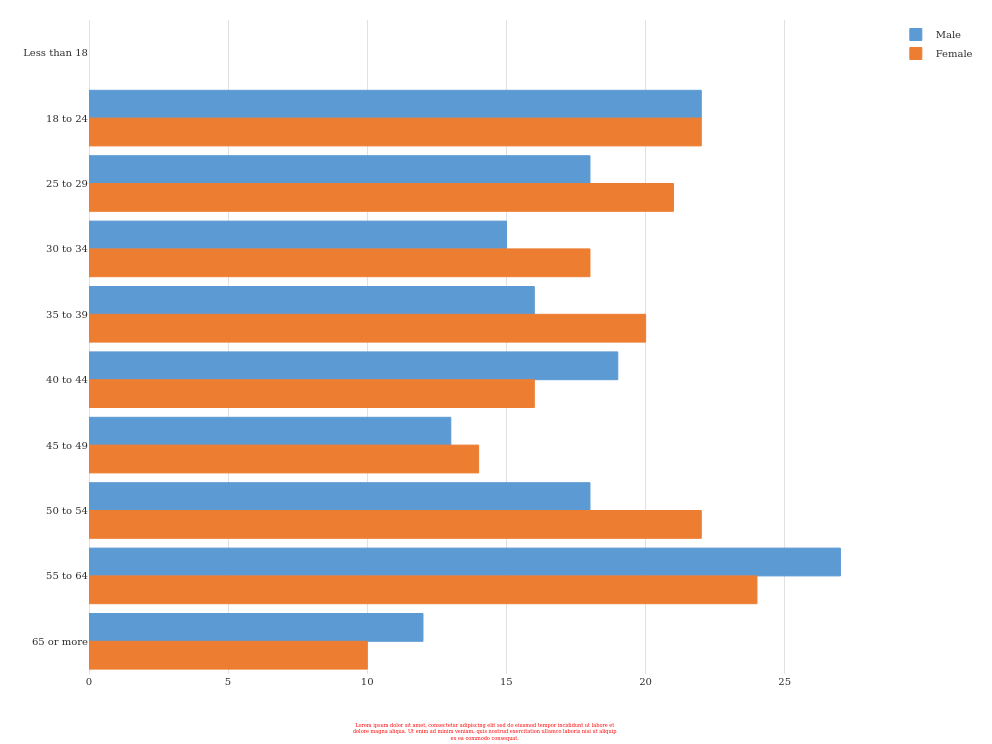 Less than 18
18 to 24
25 to 29
30 to 34
35 to 39
40 to 44
45 to 49
50 to 54
55 to 64
65 or more
0 5 10 15 20 25
Male
Female
Lorem ipsum dolor sit amet, consectetur adipiscing elit sed do eiusmod tempor incididunt ut labore et
dolore magna aliqua. Ut enim ad minim veniam, quis nostrud exercitation ullamco laboris nisi ut aliquip
ex ea commodo consequat.